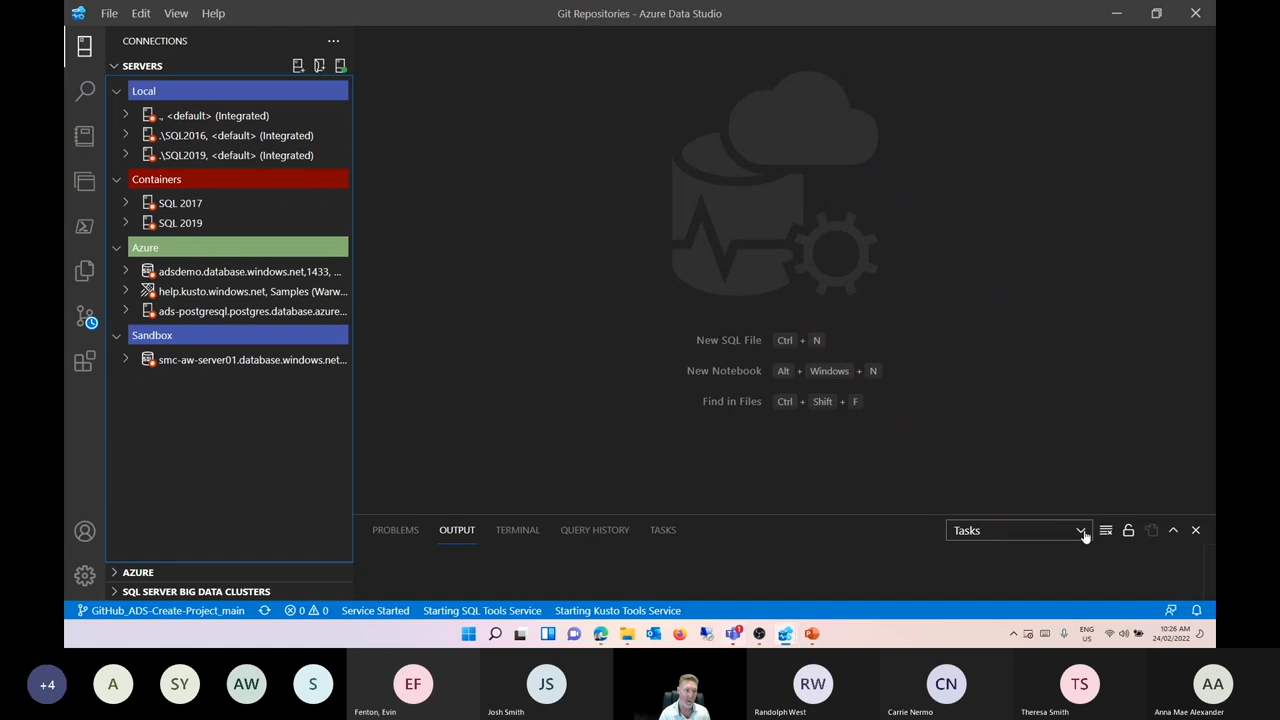 File Edit View Help
Git Repositories - Azure Data Studio
CONNECTIONS
SERVERS
Local
., <default> (Integrated)
.\SQL2016, <default> (Integrated)
.\SQL2019, <default> (Integrated)
Containers
SQL 2017
SQL 2019
Azure
adsdemo.database.windows.net,1433, ...
help.kusto.windows.net, Samples (Warw...
ads-postgresql.postgres.database.azure...
Sandbox
smc-aw-server01.database.windows.net...
AZURE
SQL SERVER BIG DATA CLUSTERS
New SQL File Ctrl + N
New Notebook Alt + Windows + N
Find in Files Ctrl + Shift + F
PROBLEMS OUTPUT TERMINAL QUERY HISTORY TASKS
Tasks
GitHub_ADS-Create-Project_main 0 0 Service Started Starting SQL Tools Service Starting Kusto Tools Service
ENG
US
10:26 AM
24/02/2022
+4 A SY AW S EF JS RW CN TS AA
Fenton, Evin Josh Smith Randolph West Carrie Nermo Theresa Smith Anna Mae Alexander